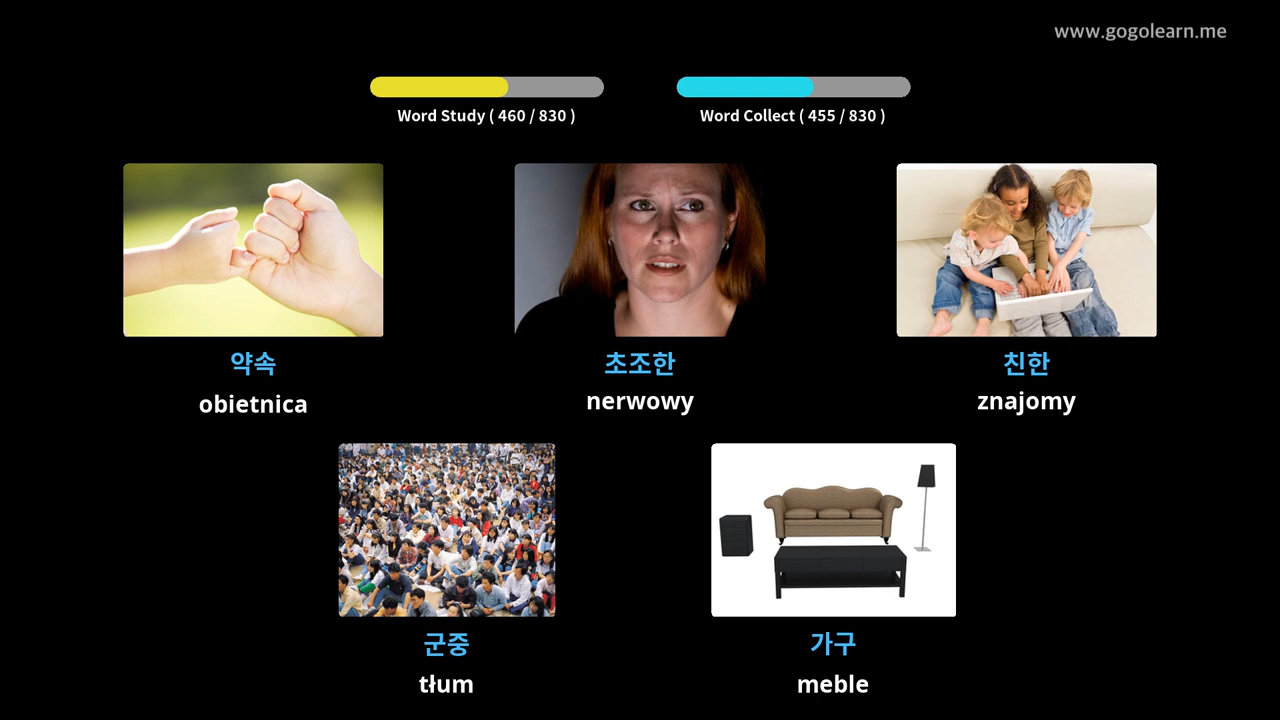 www.gogolearn.me
Word Study ( 460 / 830 )
Word Collect ( 455 / 830 )
약속
obietnica
초조한
nerwowy
친한
znajomy
군중
tłum
가구
meble